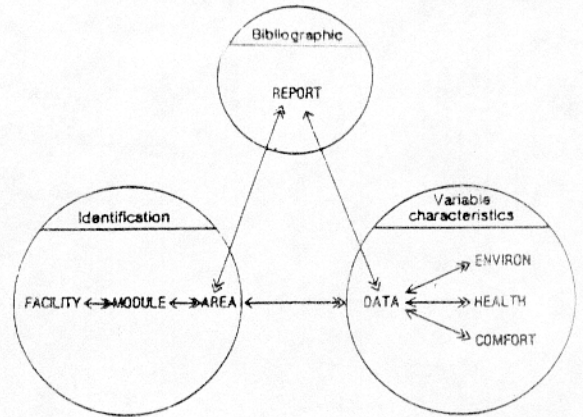 Bibliographic
REPORT
Identification
Variable
characteristics
ENVIRON
FACILITY MODULE AREA DATA HEALTH
COMFORT